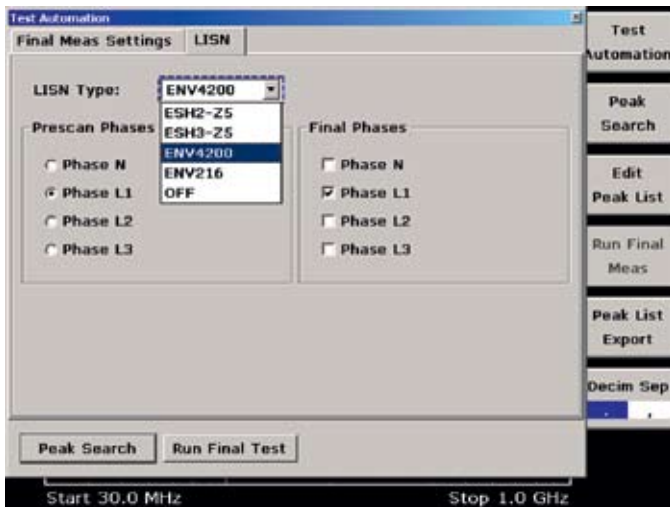 Test Automation
Final Meas Settings
LISN
LISN Type:
ENV4200
ESH2-Z5
ESH3-Z5
ENV4200
ENV216
OFF
Prescan Phases
Phase N
Phase L1
Phase L2
Phase L3
Final Phases
Phase N
Phase L1
Phase L2
Phase L3
Peak Search
Run Final Test
Start 30.0 MHz
Stop 1.0 GHz
Test
Automation
Peak
Search
Edit
Peak List
Run Final
Meas
Peak List
Export
Decim Sep
. ,